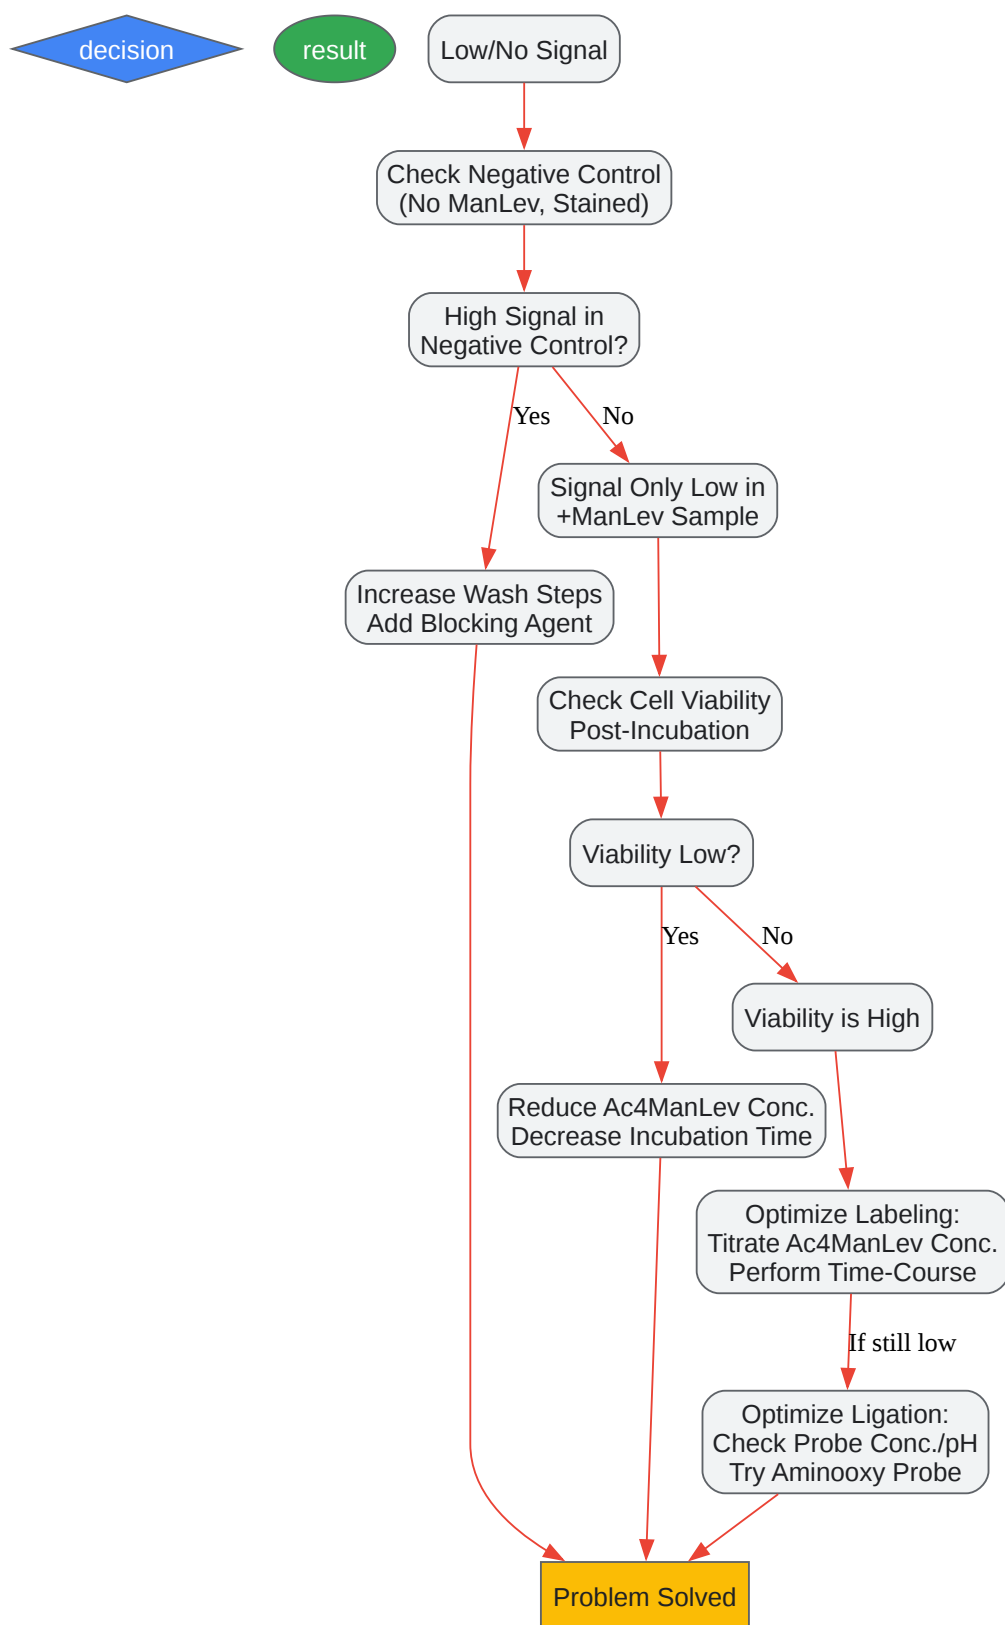 decision
result
Low/No Signal
Check Negative Control
(No ManLev, Stained)
High Signal in
Negative Control?
Yes
No
Signal Only Low in
+ManLev Sample
Increase Wash Steps
Add Blocking Agent
Check Cell Viability
Post-Incubation
Viability Low?
Yes
No
Viability is High
Reduce Ac4ManLev Conc.
Decrease Incubation Time
Optimize Labeling:
Titrate Ac4ManLev Conc.
Perform Time-Course
If still low
Optimize Ligation:
Check Probe Conc./pH
Try Aminooxy Probe
Problem Solved